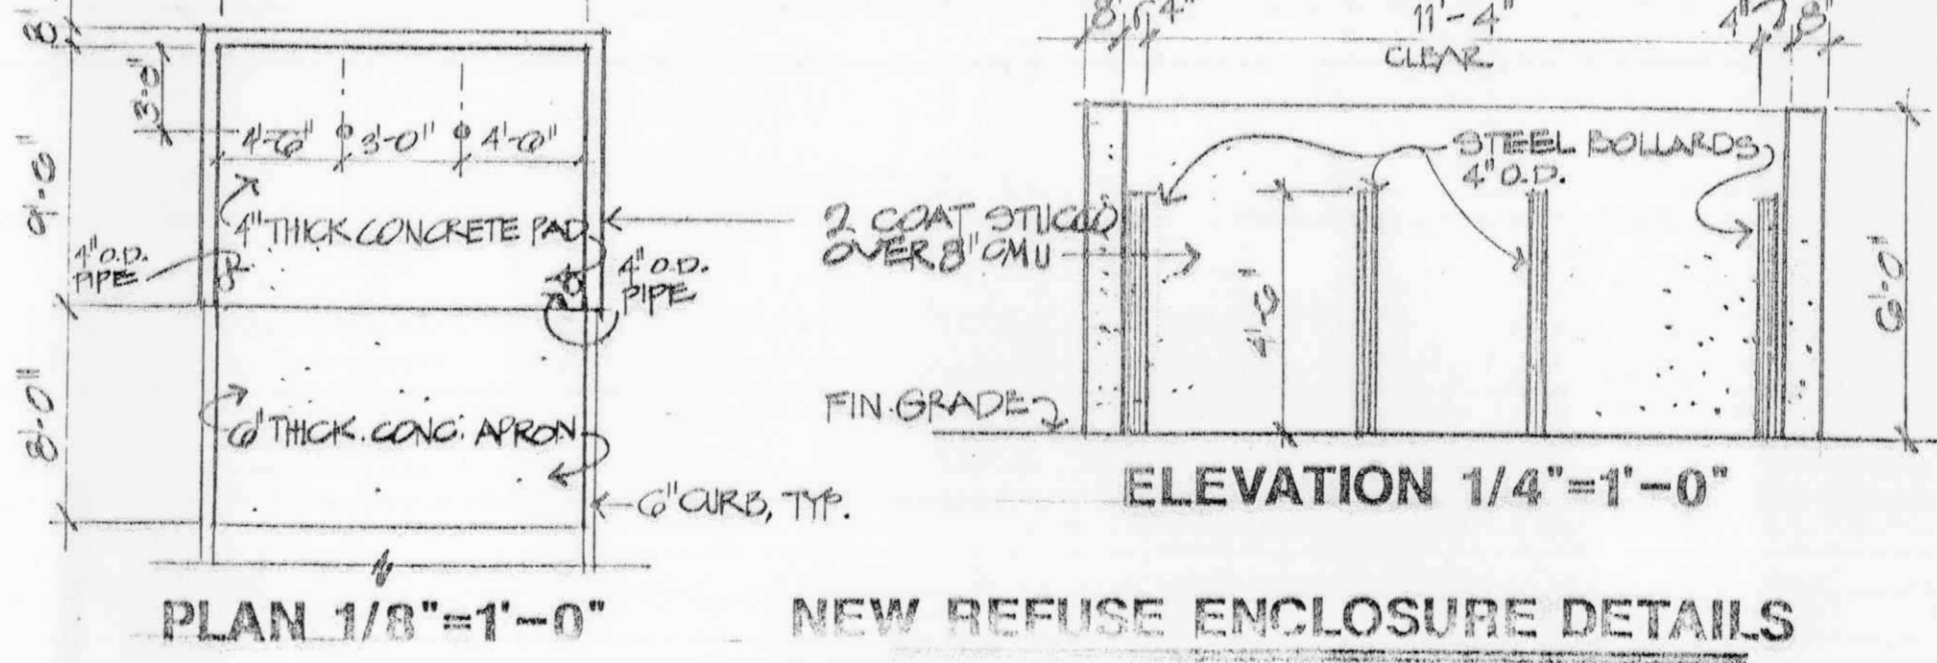 8"
3'-0"
4'-6" 3'-0" 4'-6"
9'-0"
4" THICK CONCRETE PAD
4" O.D.
PIPE
4" O.D.
PIPE
8'-0"
6" THICK CONC. APRON
6" CURB, TYP.
PLAN 1/8"=1'-0"
8" 4" 11'-4" 4" 8"
CLEAR
STEEL BOLLARDS
4" O.D.
2 COAT STUCCO
OVER 8" CMU
4'-6"
6'-0"
FIN. GRADE
ELEVATION 1/4"=1'-0"
NEW REFUSE ENCLOSURE DETAILS